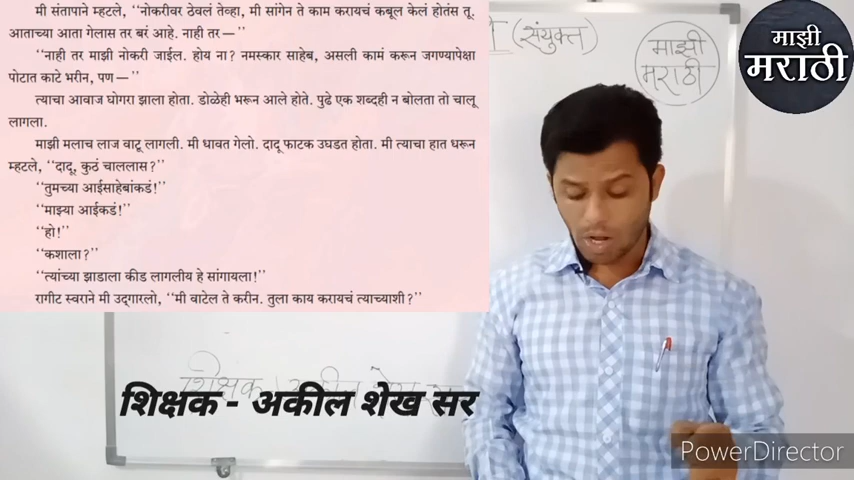 मी संतापाने म्हटले, ‘‘नोकरीवर ठेवलं तेव्हा, मी सांगेन ते काम करायचं कबूल केलं होतंस तू.
आताच्या आता गेलास तर बरं आहे. नाही तर —’’
‘‘नाही तर माझी नोकरी जाईल. होय ना? नमस्कार साहेब, असली कामं करून जगण्यापेक्षा
पोटात काटे भरीन, पण —’’
त्याचा आवाज घोगरा झाला होता. डोळेही भरून आले होते. पुढे एक शब्दही न बोलता तो चालू
लागला.
माझी मलाच लाज वाटू लागली. मी धावत गेलो. दादू फाटक उघडत होता. मी त्याचा हात धरून
म्हटले, ‘‘दादू, कुठं चाललास?’’
‘‘तुमच्या आईसाहेबांकडं!’’
‘‘माझ्या आईकडं!’’
‘‘हो!’’
‘‘कशाला?’’
‘‘त्यांच्या झाडाला कीड लागलीय हे सांगायला!’’
रागीट स्वराने मी उद्‌गारलो, ‘‘मी वाटेल ते करीन. तुला काय करायचं त्याच्याशी?’’
(संयुक्त)
माझी
मराठी
माझी
मराठी
शिक्षक
शिक्षक - अकील शेख सर
PowerDirector